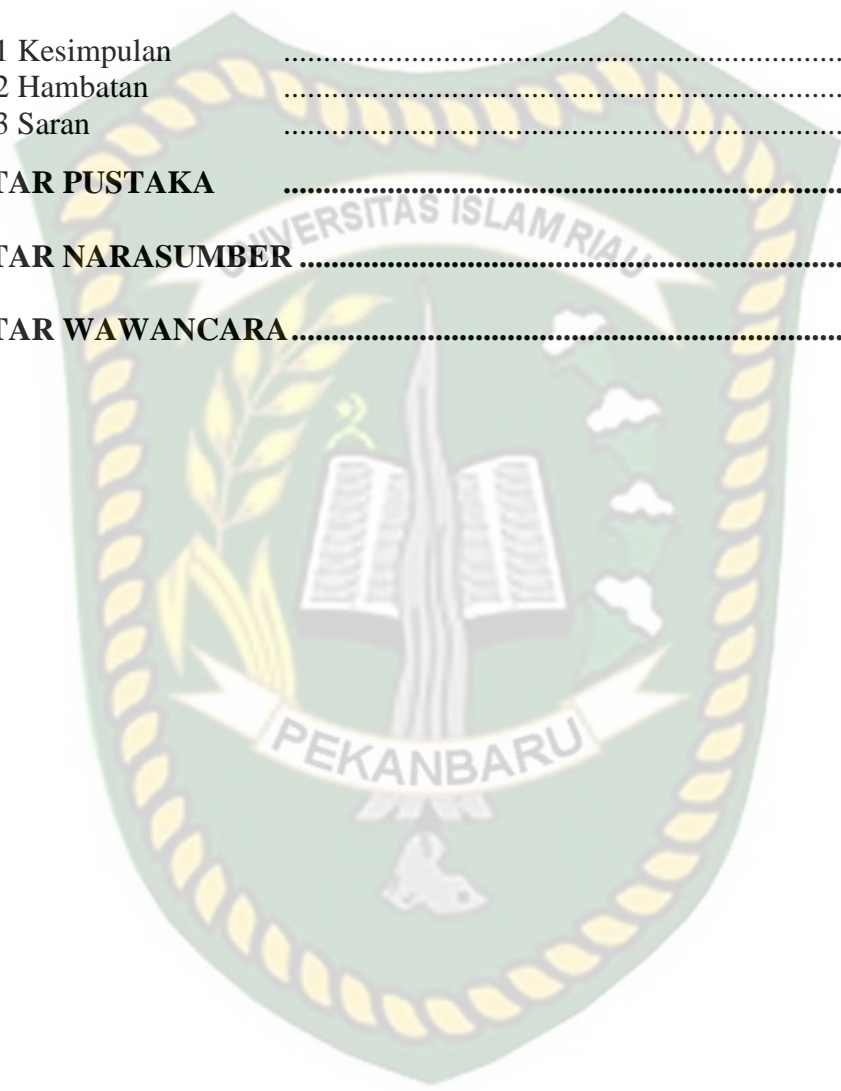 1 Kesimpulan ........................................................................
2 Hambatan ........................................................................
3 Saran ........................................................................
TAR PUSTAKA ........................................................................
UNIVERSITAS ISLAM RIAU
TAR NARASUMBER ........................................................................
TAR WAWANCARA ........................................................................
PEKANBARU